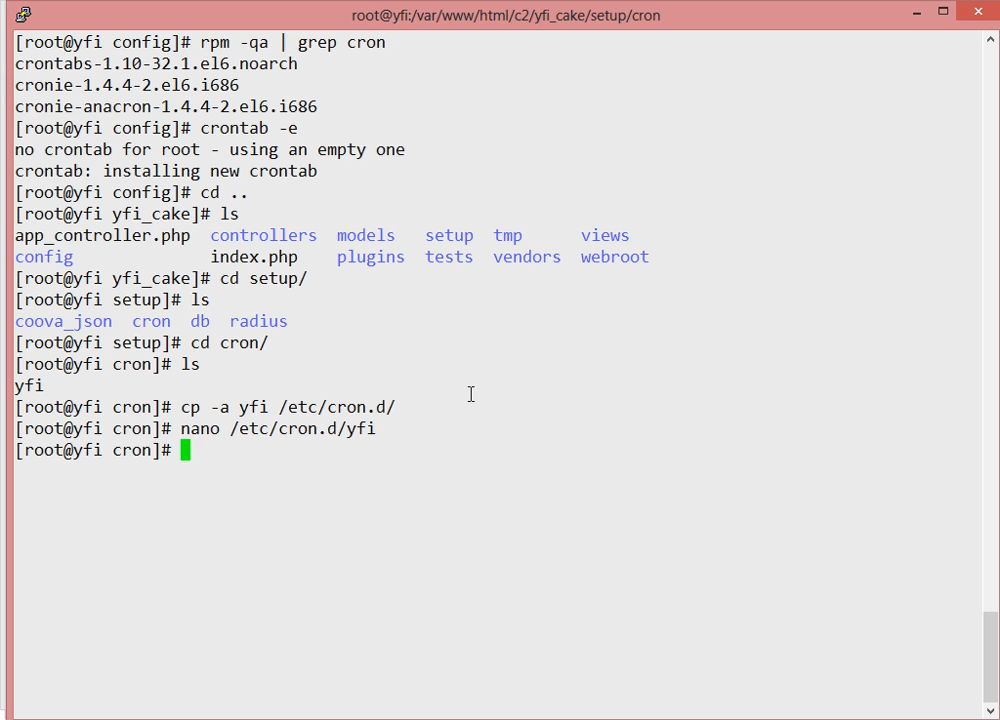 root@yfi:/var/www/html/c2/yfi_cake/setup/cron
[root@yfi config]# rpm -qa | grep cron
crontabs-1.10-32.1.el6.noarch
cronie-1.4.4-2.el6.i686
cronie-anacron-1.4.4-2.el6.i686
[root@yfi config]# crontab -e
no crontab for root - using an empty one
crontab: installing new crontab
[root@yfi config]# cd ..
[root@yfi yfi_cake]# ls
app_controller.php  controllers  models   setup  tmp      views
config              index.php    plugins  tests  vendors  webroot
[root@yfi yfi_cake]# cd setup/
[root@yfi setup]# ls
coova_json  cron  db  radius
[root@yfi setup]# cd cron/
[root@yfi cron]# ls
yfi
[root@yfi cron]# cp -a yfi /etc/cron.d/
[root@yfi cron]# nano /etc/cron.d/yfi
[root@yfi cron]#